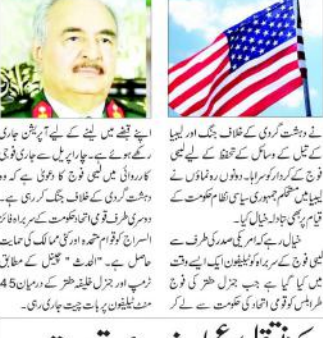 نے دہشت گردی کے خلاف جنگ اور لیبیا
کے تیل کے وسائل کے تحفظ کے لیے لیبی
فوج کے کردار کو سراہا۔ دونوں رہ نماؤں نے
لیبیا میں مستحکم جمہوری سیاسی نظام حکومت کے
قیام پر بھی تبادلہ خیال کیا۔
خیال رہے کہ امریکی صدر کی طرف سے
لیبی فوج کے سربراہ کو ٹیلیفون ایک ایسے وقت
میں کیا گیا ہے جب جنرل حفتر کی فوج
طرابلس کو قومی اتحاد کی حکومت سے لے کر
اپنے قبضے میں لینے کے لیے آپریشن جاری
رکھے ہوئے ہے۔ چار اپریل سے جاری فوجی
کارروائی میں لیبی فوج کا دعویٰ ہے کہ وہ
دہشت گردی کے خلاف جنگ کر رہی ہے۔
دوسری طرف قومی اتحاد حکومت کے سربراہ فائز
السراج کو اقوام متحدہ اور کئی ممالک کی حمایت
حاصل ہے۔ "الحدث" چینل کے مطابق
ٹرمپ اور جنرل خلیفہ حفتر کے درمیان 45
منٹ ٹیلیفون پر بات چیت جاری رہی۔